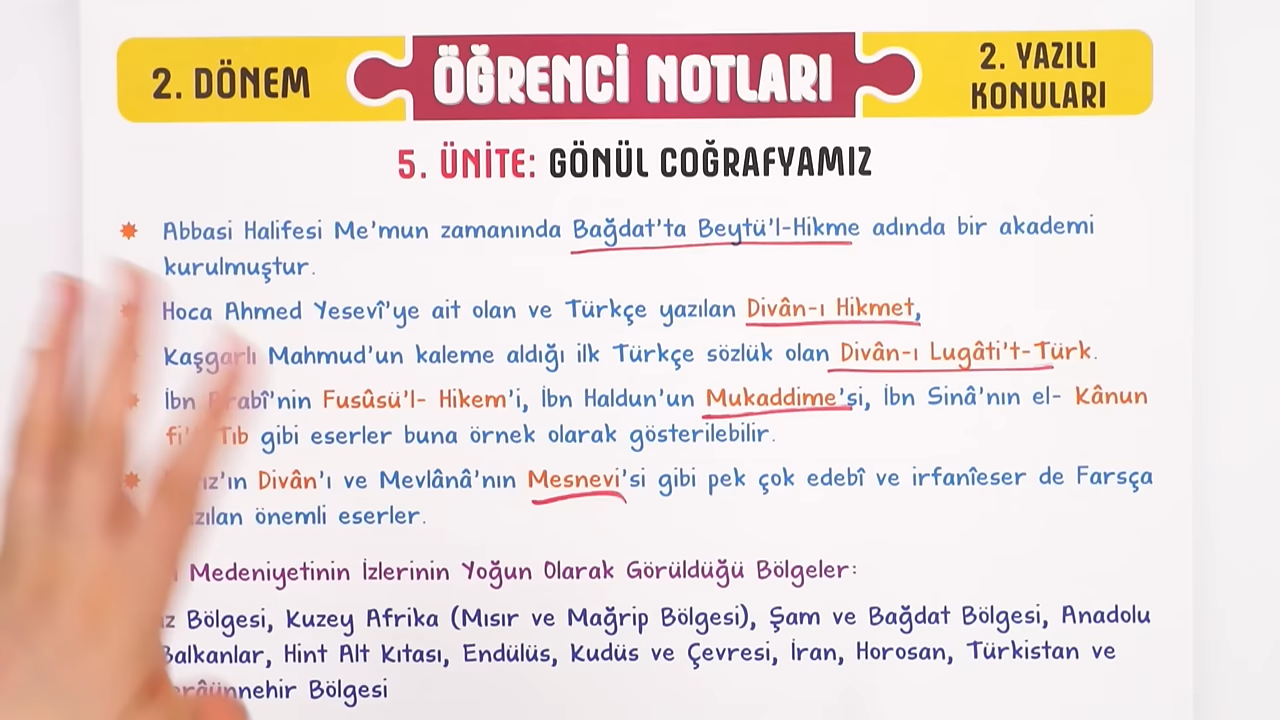 2. DÖNEM
ÖĞRENCİ NOTLARI
2. YAZILI
KONULARI
5. ÜNİTE: GÖNÜL COĞRAFYAMIZ
Abbasi Halifesi Me'mun zamanında Bağdat'ta Beytü'l-Hikme adında bir akademi
kurulmuştur.
Hoca Ahmed Yesevî'ye ait olan ve Türkçe yazılan Divân-ı Hikmet,
Kaşgarlı Mahmud'un kaleme aldığı ilk Türkçe sözlük olan Divân-ı Lugâti't-Türk.
İbn Arabî'nin Fusûsü'l- Hikem'i, İbn Haldun'un Mukaddime'si, İbn Sinâ'nın el- Kânun
Tıb gibi eserler buna örnek olarak gösterilebilir.
Divân'ı ve Mevlânâ'nın Mesnevi'si gibi pek çok edebî ve irfanîeser de Farsça
önemli eserler.
Medeniyetinin İzlerinin Yoğun Olarak Görüldüğü Bölgeler:
Bölgesi, Kuzey Afrika (Mısır ve Mağrip Bölgesi), Şam ve Bağdat Bölgesi, Anadolu
Balkanlar, Hint Alt Kıtası, Endülüs, Kudüs ve Çevresi, İran, Horosan, Türkistan ve
Bölgesi